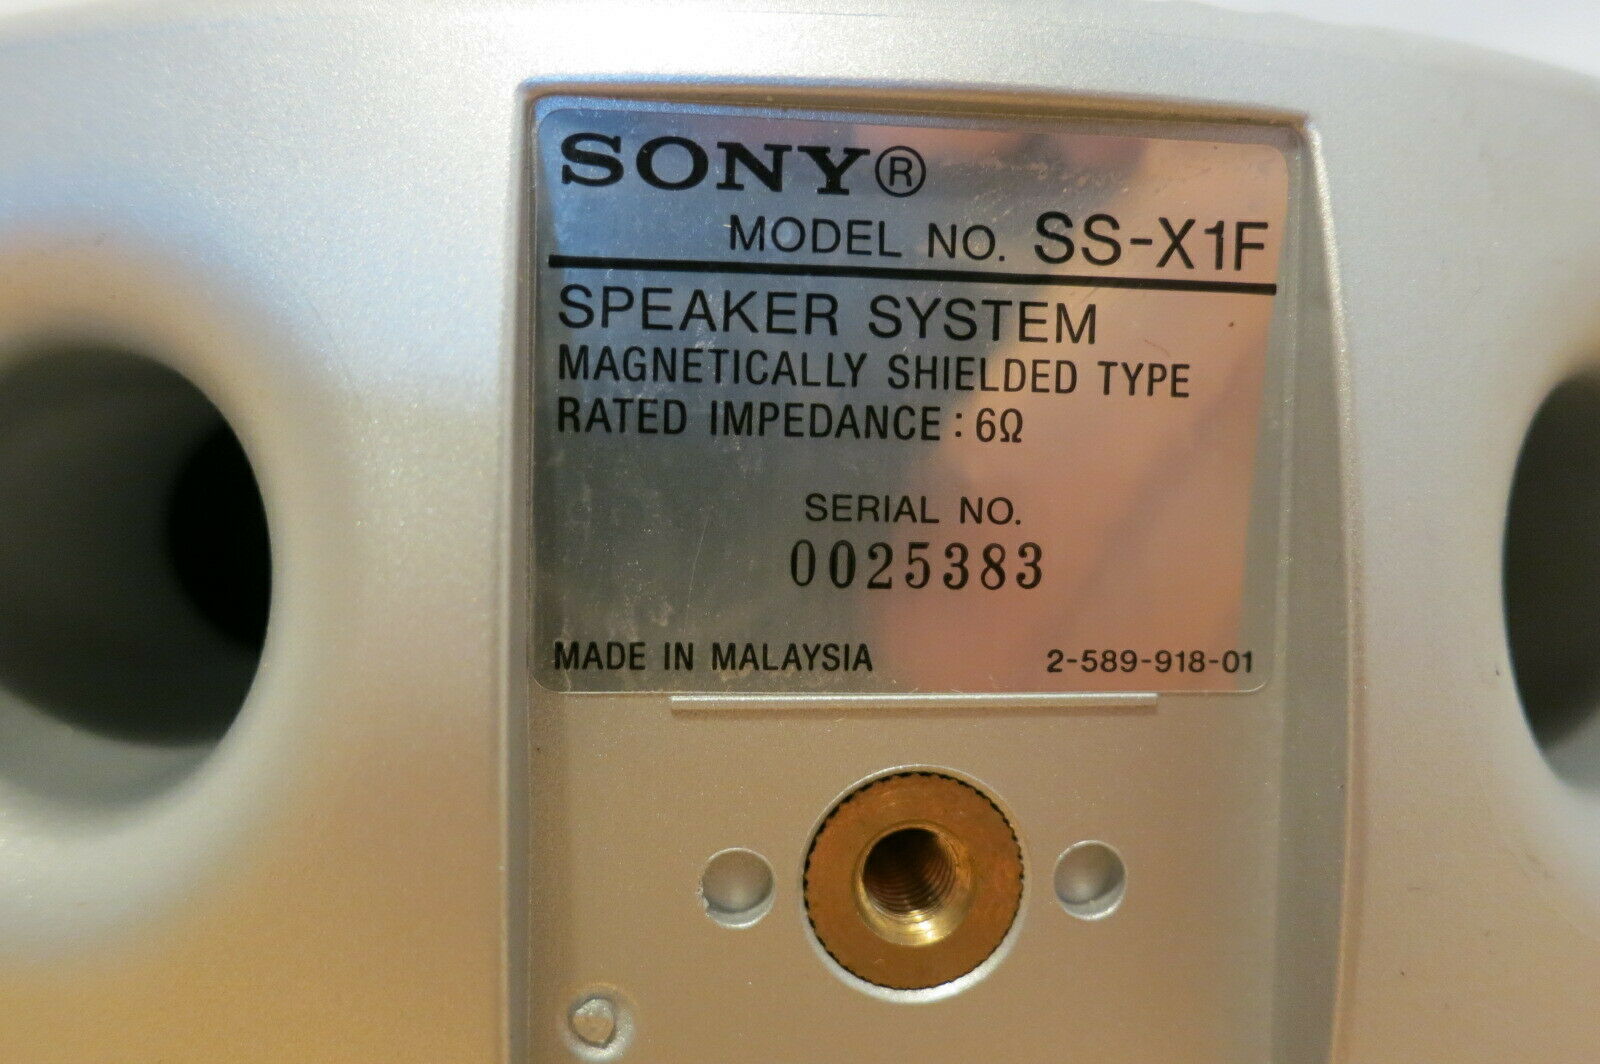 SONY®
MODEL NO. SS-X1F
SPEAKER SYSTEM
MAGNETICALLY SHIELDED TYPE
RATED IMPEDANCE : 6Ω
SERIAL NO.
0025383
MADE IN MALAYSIA 2-589-918-01